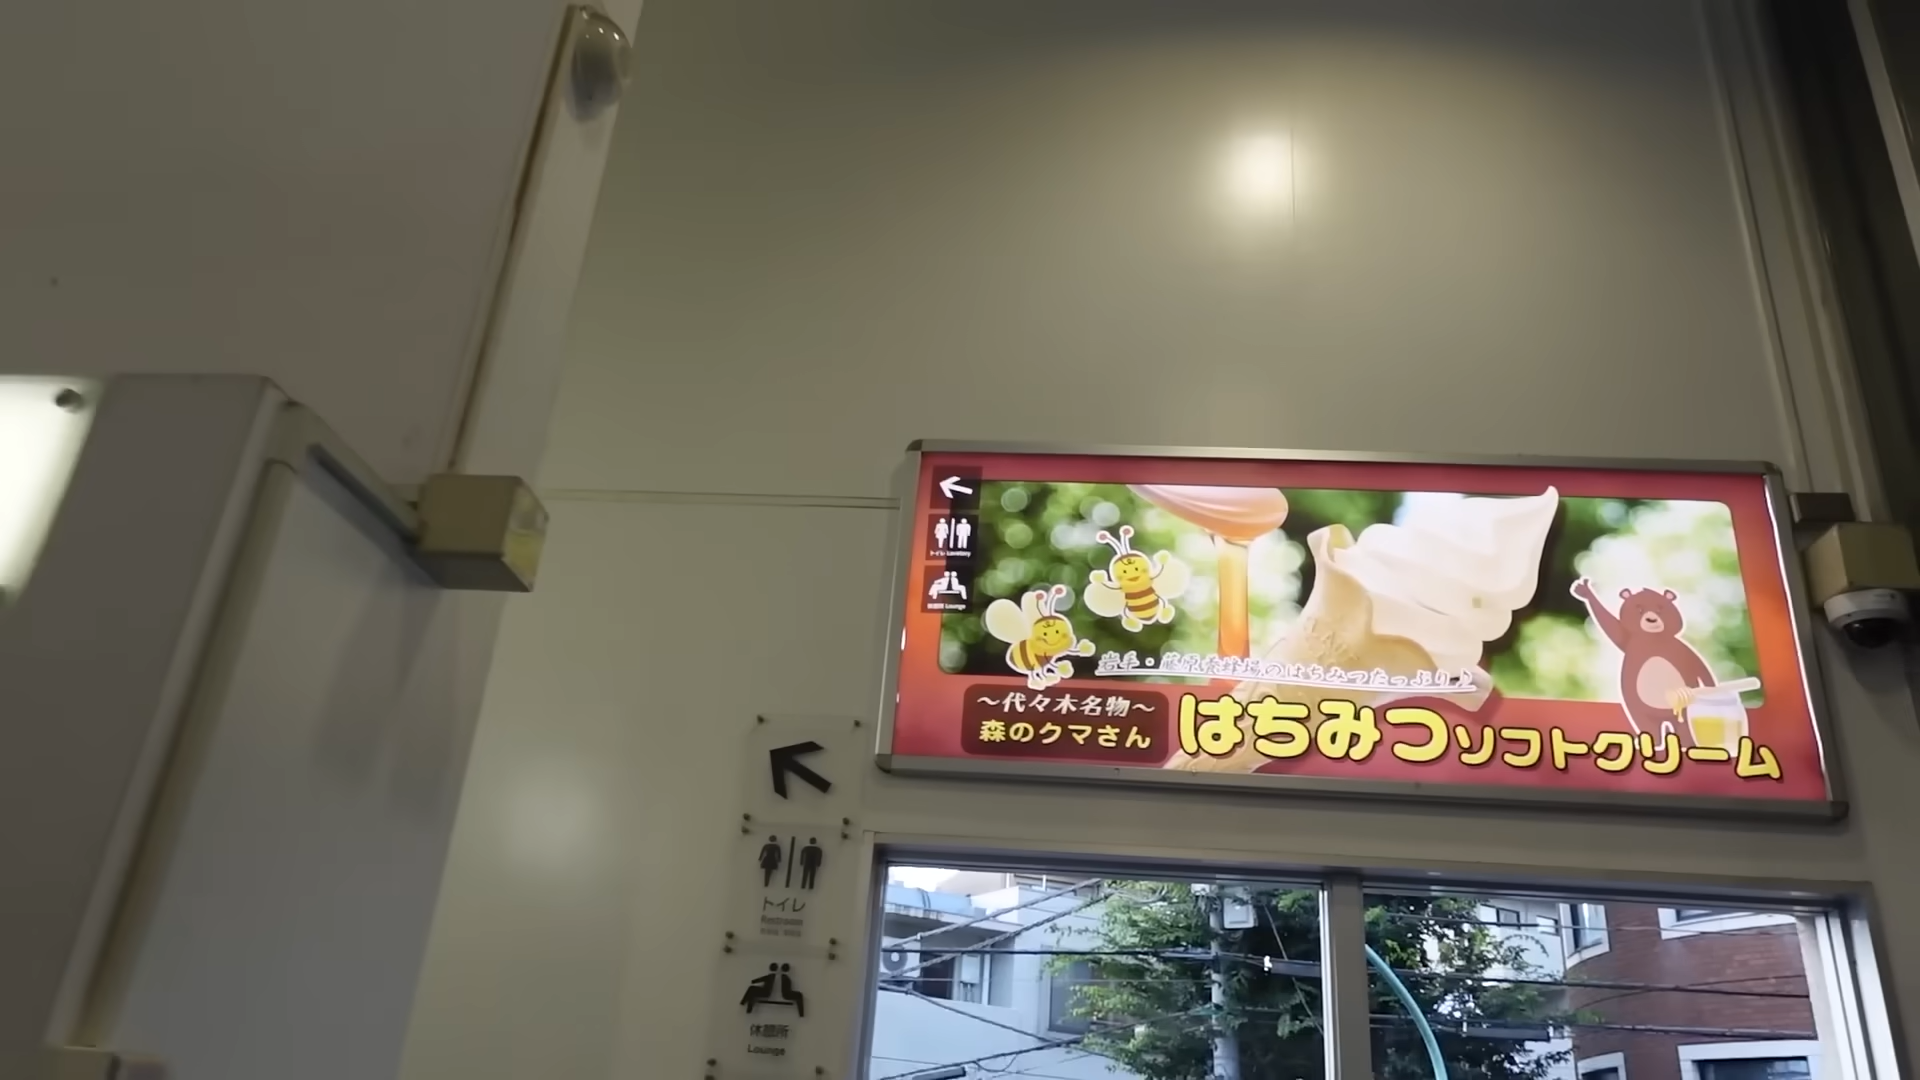 トイレ Lavatory
休憩所 Lounge
岩手・藤原養蜂場のはちみつたっぷり♪
～代々木名物～
森のクマさん
はちみつソフトクリーム
トイレ
Restroom
休憩所
Lounge